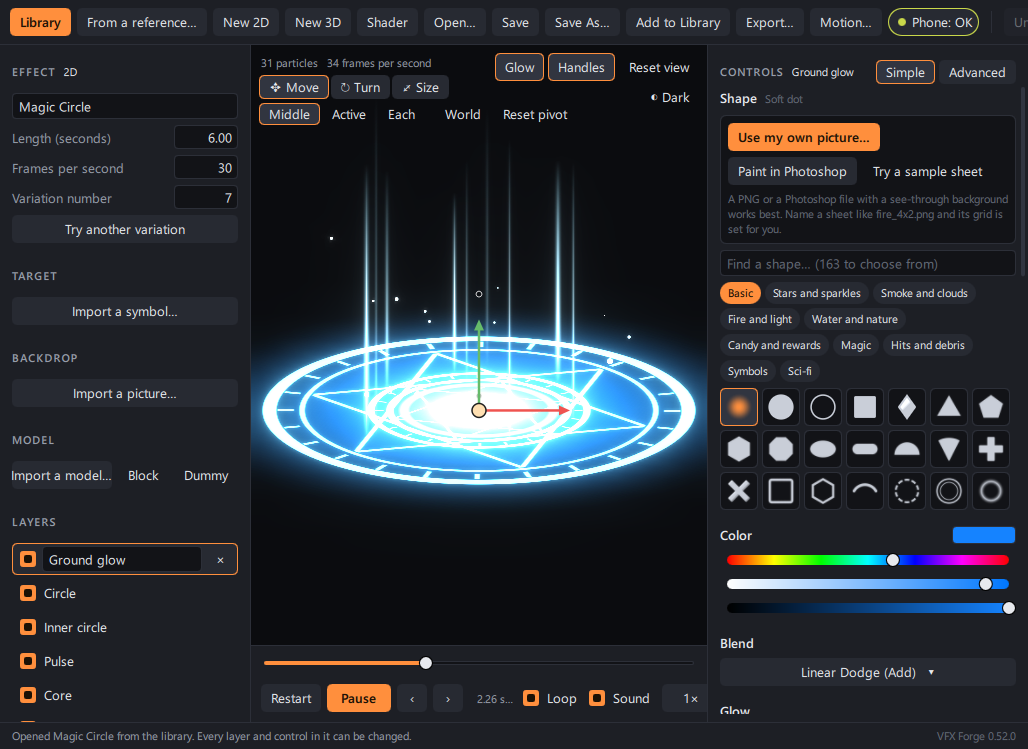 Library From a reference... New 2D New 3D Shader Open... Save Save As... Add to Library Export... Motion... Phone: OK
EFFECT 2D
Magic Circle
Length (seconds) 6.00
Frames per second 30
Variation number 7
Try another variation
TARGET
Import a symbol...
BACKDROP
Import a picture...
MODEL
Import a model... Block Dummy
LAYERS
Ground glow ×
Circle
Inner circle
Pulse
Core
31 particles 34 frames per second
Glow Handles Reset view
Move Turn Size
Dark
Middle Active Each World Reset pivot
Restart Pause ‹ › 2.26 s... Loop Sound 1×
CONTROLS Ground glow Simple Advanced
Shape Soft dot
Use my own picture...
Paint in Photoshop Try a sample sheet
A PNG or a Photoshop file with a see-through background
works best. Name a sheet like fire_4x2.png and its grid is
set for you.
Find a shape... (163 to choose from)
Basic Stars and sparkles Smoke and clouds
Fire and light Water and nature
Candy and rewards Magic Hits and debris
Symbols Sci-fi
Color
Blend
Linear Dodge (Add)
Glow
Opened Magic Circle from the library. Every layer and control in it can be changed.
VFX Forge 0.52.0